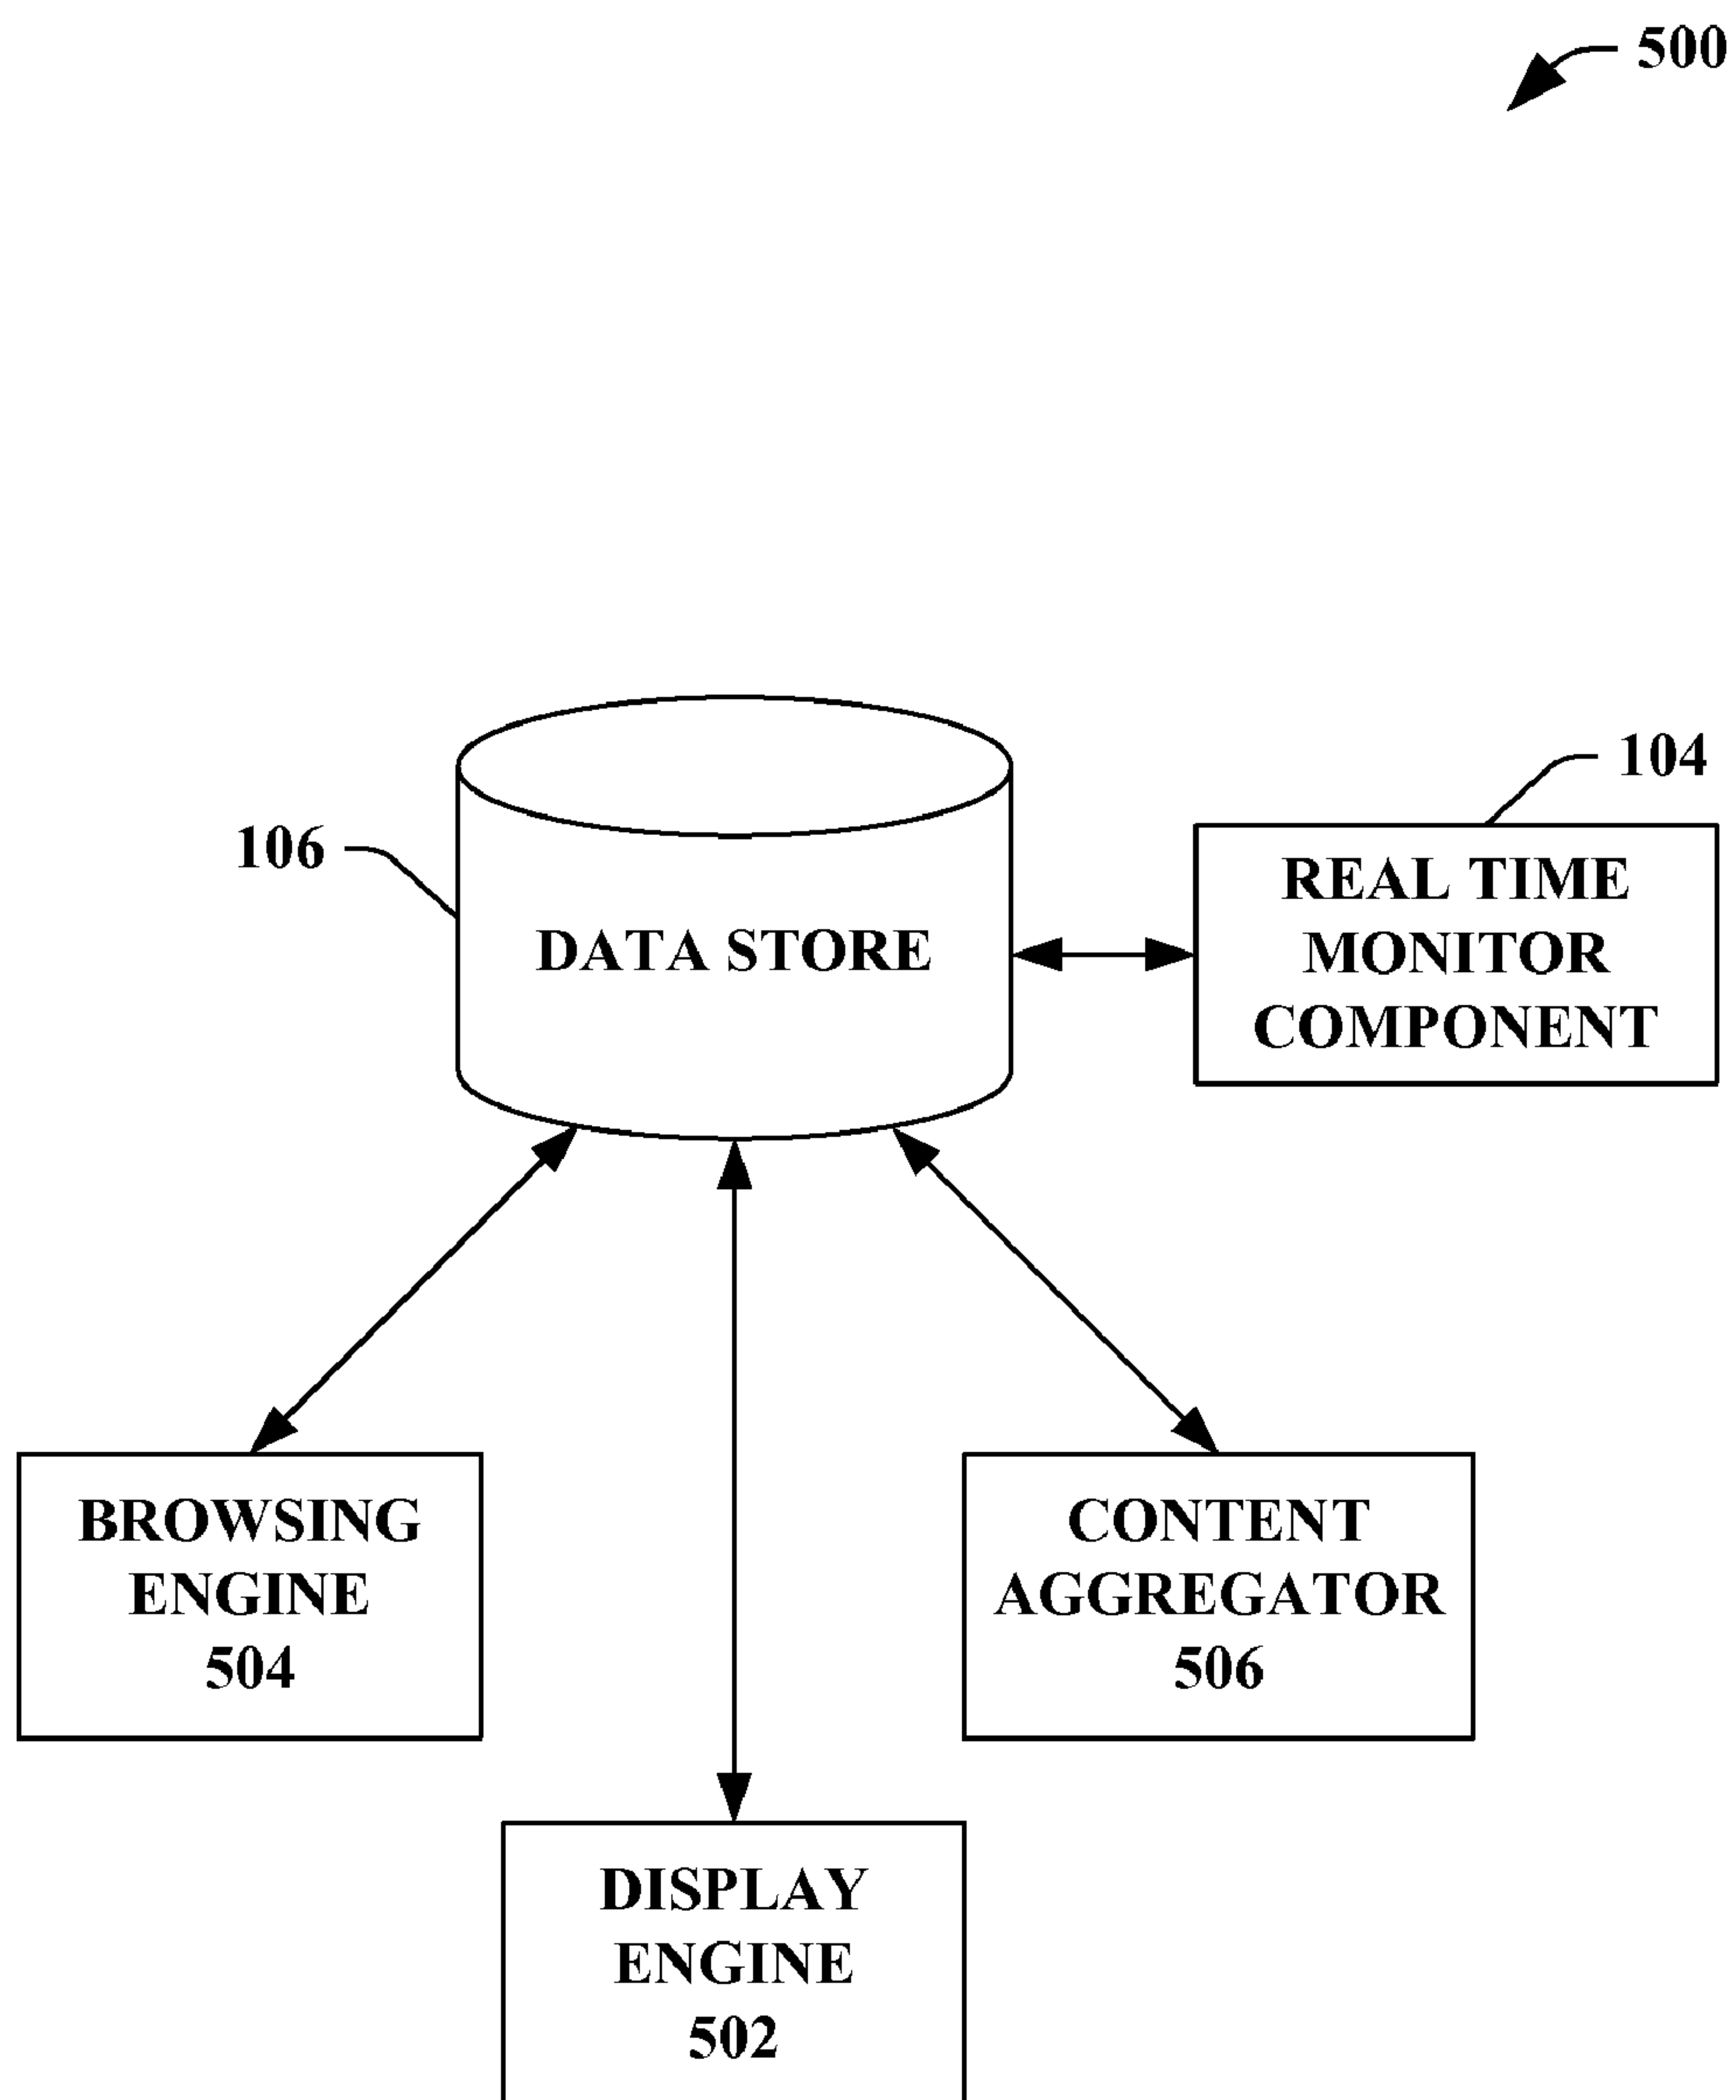 500
104
106
DATA STORE
REAL TIME
MONITOR
COMPONENT
BROWSING
ENGINE
504
CONTENT
AGGREGATOR
506
DISPLAY
ENGINE
502